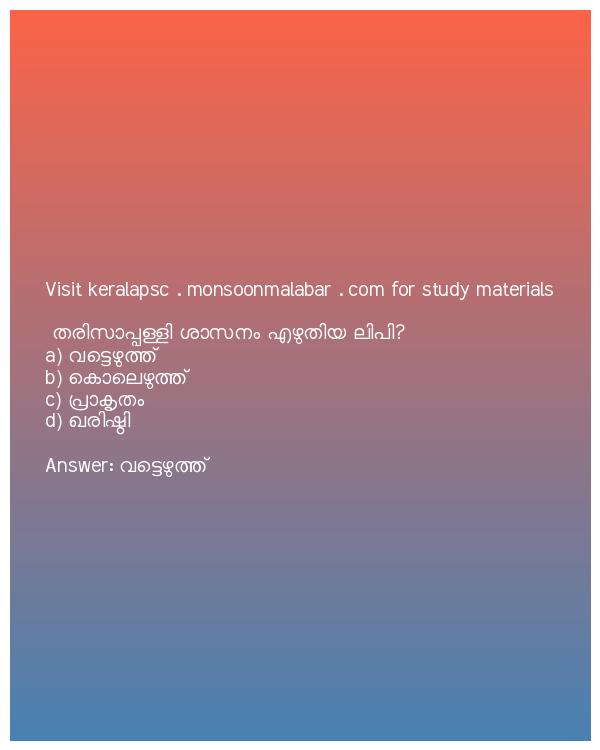 Visit keralapsc . monsoonmalabar . com for study materials
തരിസാപ്പള്ളി ശാസനം എഴുതിയ ലിപി?
a) വട്ടെഴുത്ത്
b) കൊലെഴുത്ത്
c) പ്രാകൃതം
d) ഖരിഷ്ഠി
Answer: വട്ടെഴുത്ത്